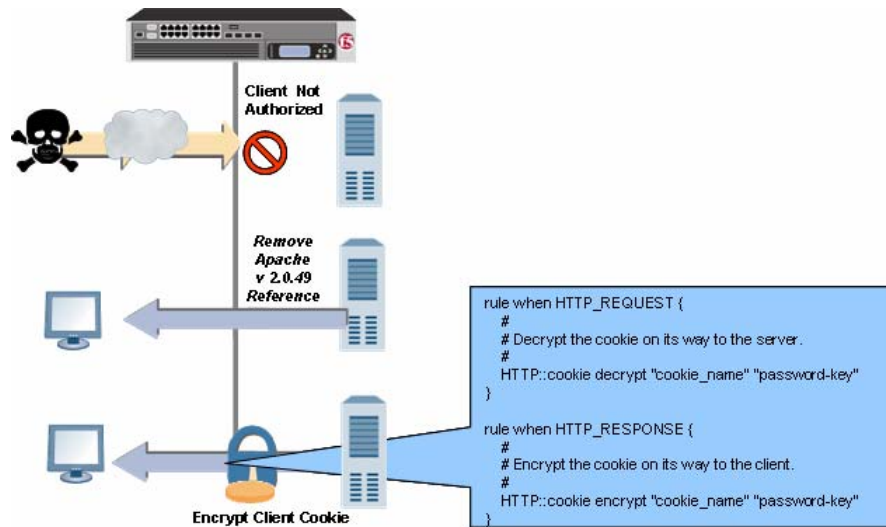 f5
Client Not
Authorized
Remove
Apache
v 2.0.49
Reference
Encrypt Client Cookie
rule when HTTP_REQUEST {
#
# Decrypt the cookie on its way to the server.
#
HTTP::cookie decrypt "cookie_name" "password-key"
}
rule when HTTP_RESPONSE {
#
# Encrypt the cookie on its way to the client.
#
HTTP::cookie encrypt "cookie_name" "password-key"
}